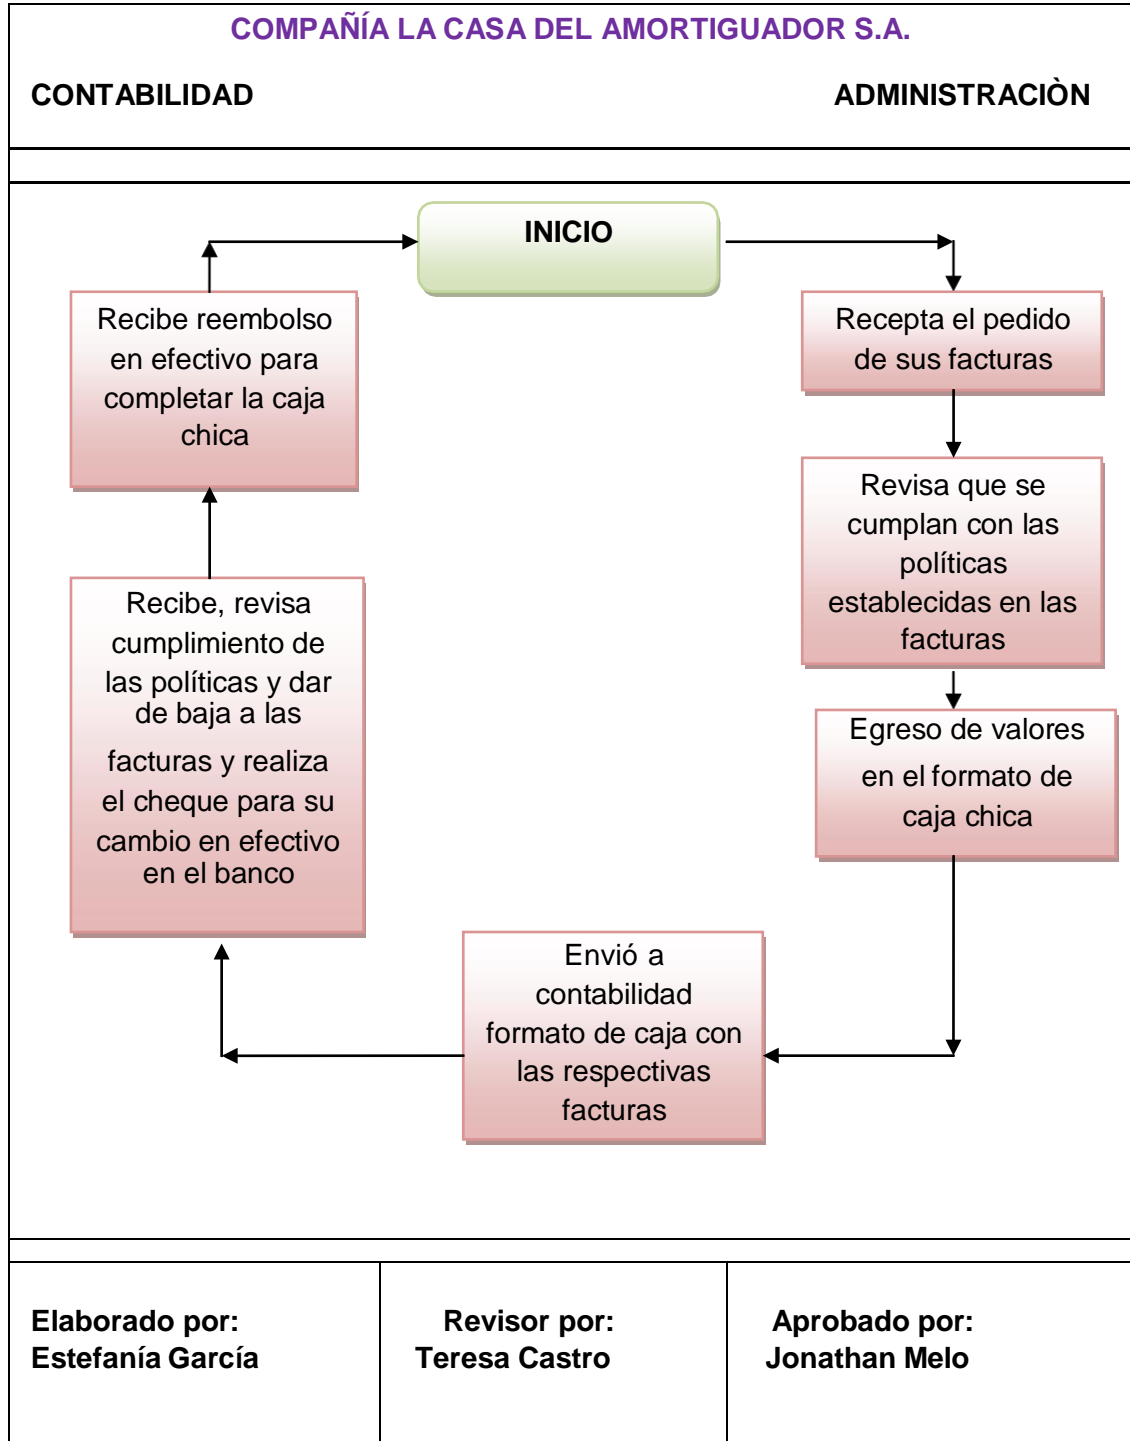 COMPAÑÍA LA CASA DEL AMORTIGUADOR S.A.
CONTABILIDAD
ADMINISTRACIÒN
INICIO
Recepta el pedido
de sus facturas
Revisa que se
cumplan con las
políticas
establecidas en las
facturas
Egreso de valores
en el formato de
caja chica
Envió a
contabilidad
formato de caja con
las respectivas
facturas
Recibe, revisa
cumplimiento de
las políticas y dar
de baja a las
facturas y realiza
el cheque para su
cambio en efectivo
en el banco
Recibe reembolso
en efectivo para
completar la caja
chica
Elaborado por:
Estefanía García
Revisor por:
Teresa Castro
Aprobado por:
Jonathan Melo